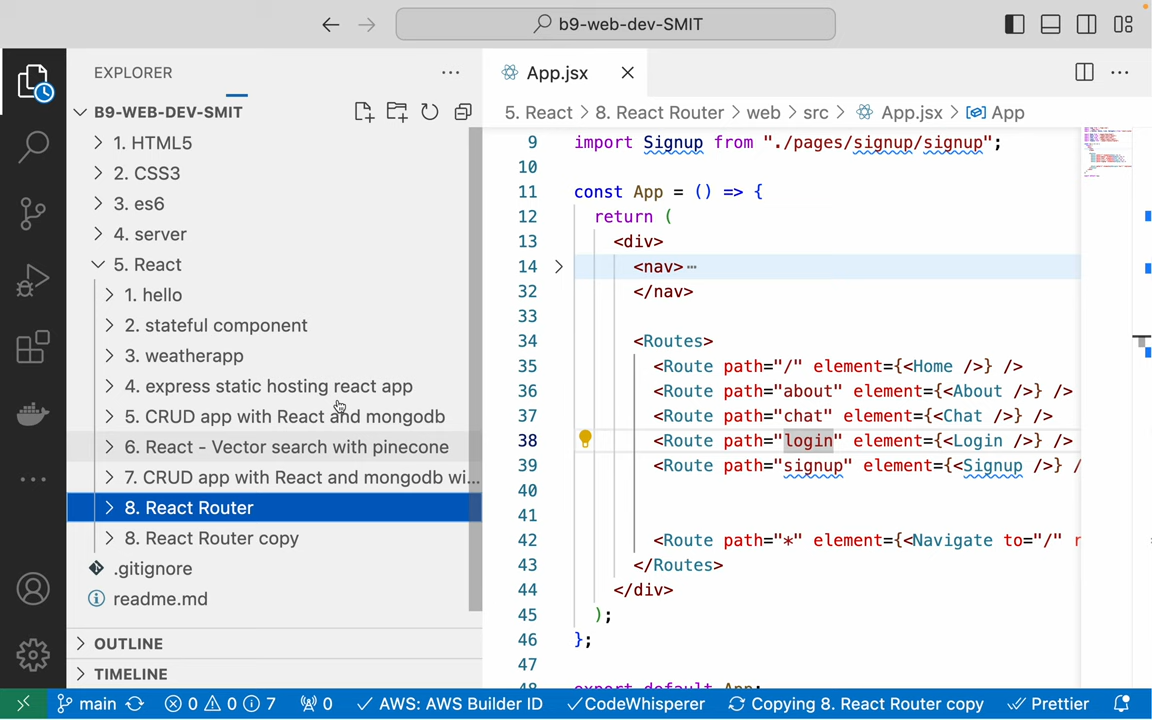 b9-web-dev-SMIT
EXPLORER
App.jsx
B9-WEB-DEV-SMIT
1. HTML5
2. CSS3
3. es6
4. server
5. React
1. hello
2. stateful component
3. weatherapp
4. express static hosting react app
5. CRUD app with React and mongodb
6. React - Vector search with pinecone
7. CRUD app with React and mongodb wi...
8. React Router
8. React Router copy
.gitignore
readme.md
OUTLINE
TIMELINE
5. React > 8. React Router > web > src > App.jsx > App
9 import Signup from "./pages/signup/signup";
10
11 const App = () => {
12 return (
13 <div>
14 <nav>…
32 </nav>
33
34 <Routes>
35 <Route path="/" element={<Home />} />
36 <Route path="about" element={<About />} />
37 <Route path="chat" element={<Chat />} />
38 <Route path="login" element={<Login />} />
39 <Route path="signup" element={<Signup />} /
40
41
42 <Route path="*" element={<Navigate to="/" r
43 </Routes>
44 </div>
45 );
46 };
47
export default App;
main 0 0 7 0 AWS: AWS Builder ID CodeWhisperer Copying 8. React Router copy Prettier